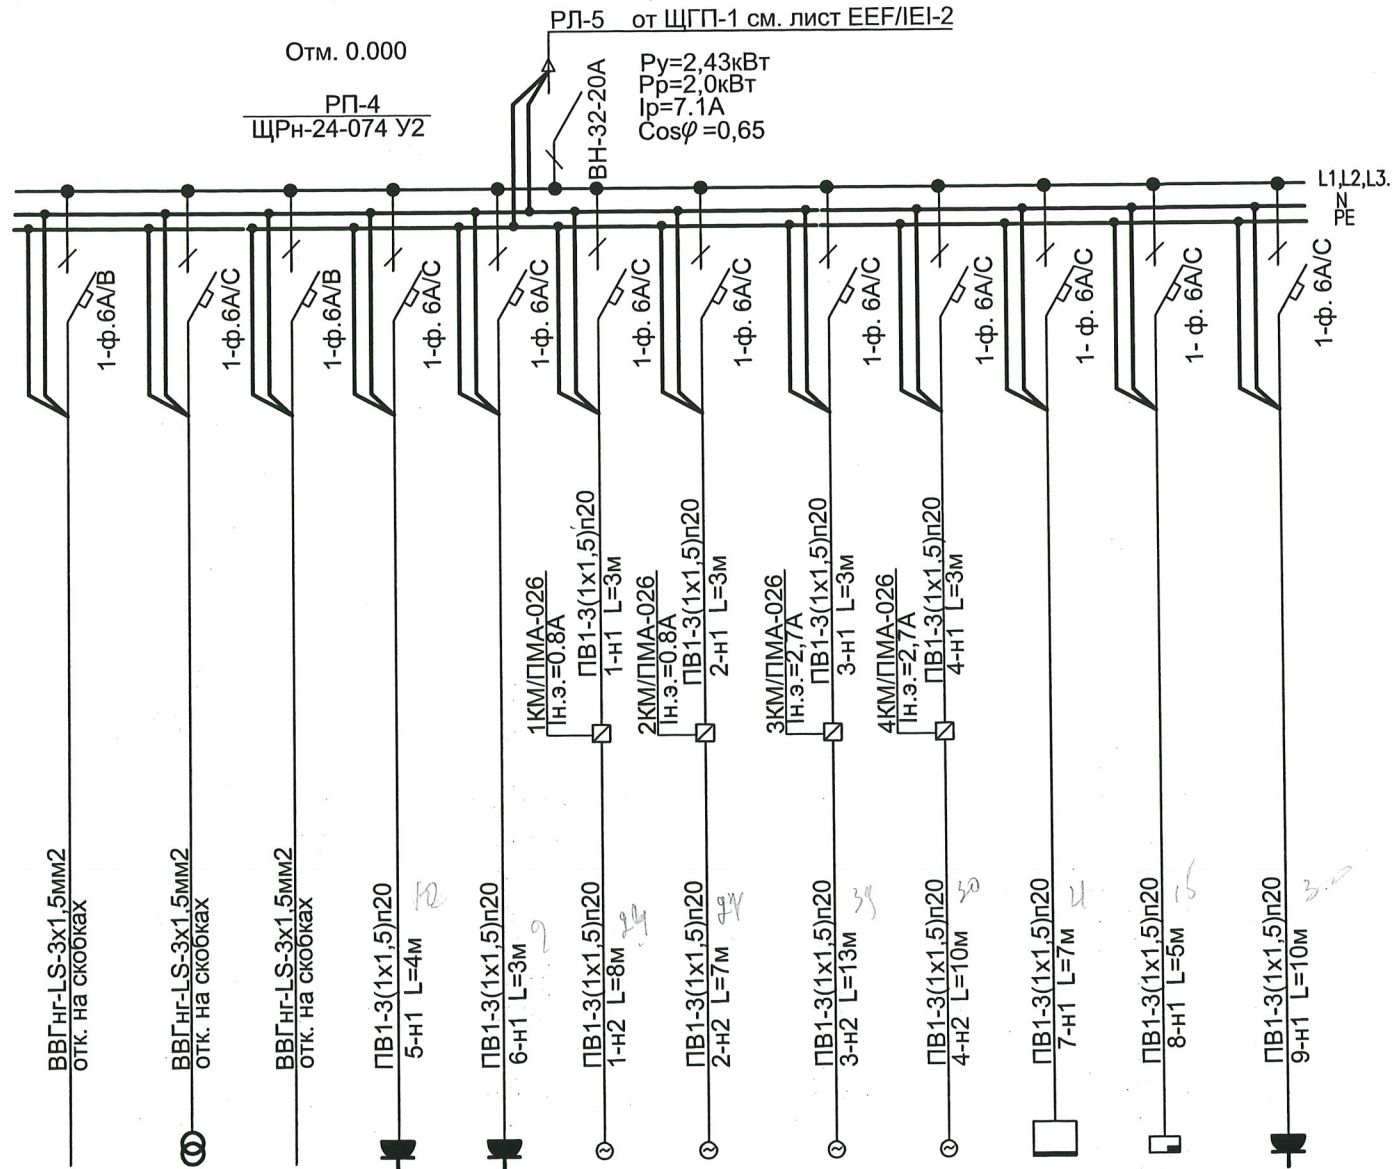 РЛ-5 от ЩГП-1 см. лист EEF/IEI-2
Отм. 0.000
РП-4
ЩРн-24-074 У2
ВН-32-20А
Ру=2,43кВт
Рр=2,0кВт
Iр=7.1А
Cosφ =0,65
L1,L2,L3.
N
PE
1-ф.6А/В
1-ф. 6А/С
1-ф.6А/В
1-ф. 6А/С
1-ф. 6А/С
1-ф. 6А/С
1-ф. 6А/С
1-ф. 6А/С
1-ф. 6А/С
1- ф. 6А/С
1- ф. 6А/С
1-ф. 6А/С
1КМ/ПМА-026
Iн.э.=0.8А
ПВ1-3(1х1,5)п20
1-н1 L=3м
2КМ/ПМА-026
Iн.э.=0.8А
ПВ1-3(1х1,5)п20
2-н1 L=3м
3КМ/ПМА-026
Iн.э.=2,7А
ПВ1-3(1х1,5)п20
3-н1 L=3м
4КМ/ПМА-026
Iн.э.=2,7А
ПВ1-3(1х1,5)п20
4-н1 L=3м
ВВГнг-LS-3х1,5мм2
отк. на скобках
ВВГнг-LS-3х1,5мм2
отк. на скобках
ВВГнг-LS-3х1,5мм2
отк. на скобках
ПВ1-3(1х1,5)п20
5-н1 L=4м
12
ПВ1-3(1х1,5)п20
6-н1 L=3м
9
ПВ1-3(1х1,5)п20
1-н2 L=8м
24
ПВ1-3(1х1,5)п20
2-н2 L=7м
ПВ1-3(1х1,5)п20
3-н2 L=13м
39
ПВ1-3(1х1,5)п20
4-н2 L=10м
30
ПВ1-3(1х1,5)п20
7-н1 L=7м
21
ПВ1-3(1х1,5)п20
8-н1 L=5м
15
ПВ1-3(1х1,5)п20
9-н1 L=10м